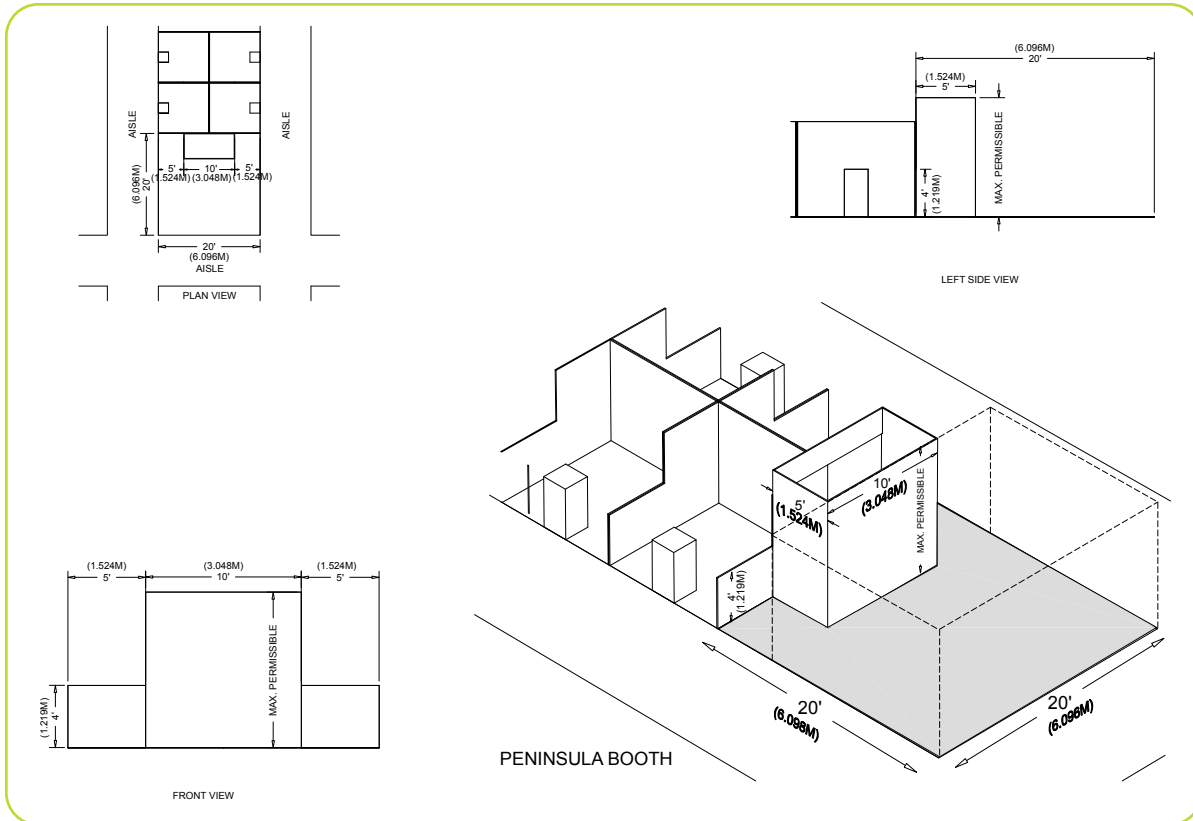 AISLE
AISLE
5'
10'
5'
(1.524M)
(3.048M)
(1.524M)
(6.096M)
20'
20'
(6.096M)
AISLE
PLAN VIEW
(6.096M)
20'
(1.524M)
5'
MAX. PERMISSIBLE
4'
(1.219M)
LEFT SIDE VIEW
(1.524M)
5'
(3.048M)
10'
(1.524M)
5'
MAX. PERMISSIBLE
(1.219M)
4'
FRONT VIEW
5'
(1.524M)
10'
(3.048M)
MAX. PERMISSIBLE
4'
(1.219M)
20'
(6.098M)
20'
(6.096M)
PENINSULA BOOTH